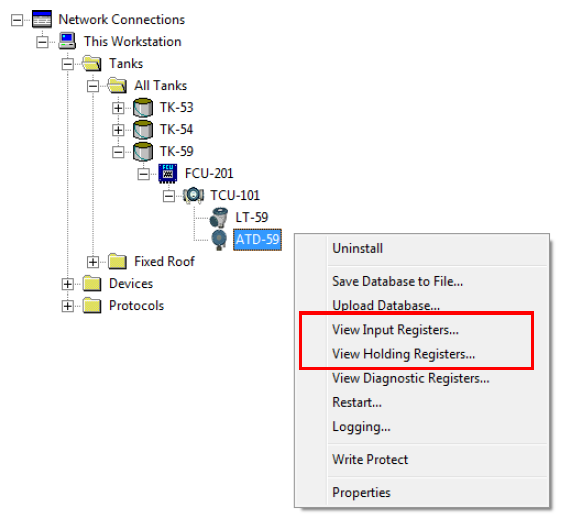 Network Connections
This Workstation
Tanks
All Tanks
TK-53
TK-54
TK-59
FCU
FCU-201
TCU-101
LT-59
ATD-59
Fixed Roof
Devices
Protocols
Uninstall
Save Database to File...
Upload Database...
View Input Registers...
View Holding Registers...
View Diagnostic Registers...
Restart...
Logging...
Write Protect
Properties